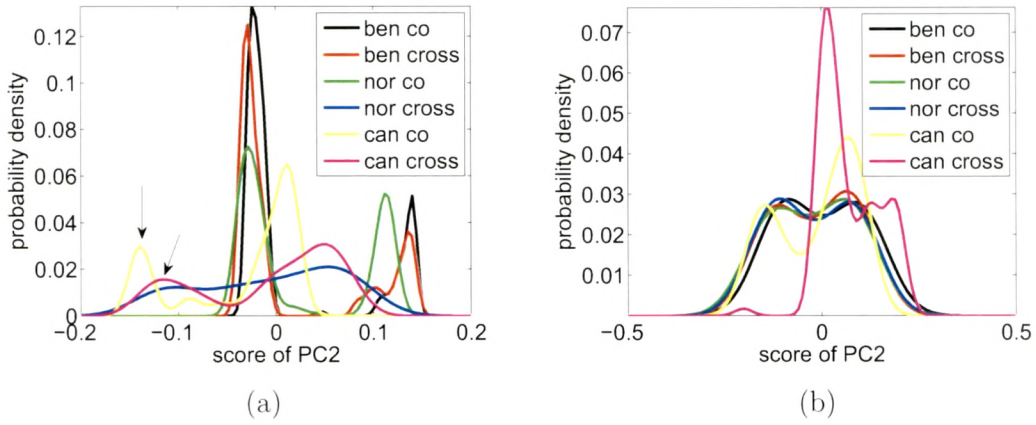 0.12
0.1
0.08
0.06
0.04
0.02
0
probability density
−0.2
−0.1
0
0.1
0.2
score of PC2
ben co
ben cross
nor co
nor cross
can co
can cross
(a)
0.07
0.06
0.05
0.04
0.03
0.02
0.01
probability density
−0.5
0
0.5
score of PC2
ben co
ben cross
nor co
nor cross
can co
can cross
(b)